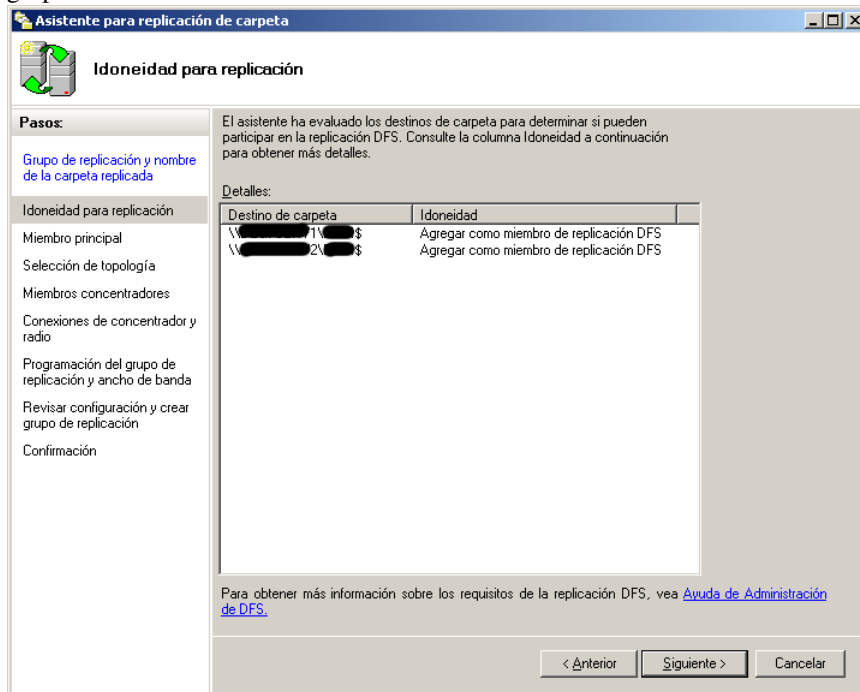 Asistente para replicación de carpeta
Idoneidad para replicación
Pasos:
Grupo de replicación y nombre
de la carpeta replicada
Idoneidad para replicación
Miembro principal
Selección de topología
Miembros concentradores
Conexiones de concentrador y
radio
Programación del grupo de
replicación y ancho de banda
Revisar configuración y crear
grupo de replicación
Confirmación
El asistente ha evaluado los destinos de carpeta para determinar si pueden
participar en la replicación DFS. Consulte la columna Idoneidad a continuación
para obtener más detalles.
Detalles:
Destino de carpeta Idoneidad
\\ 1\ $ Agregar como miembro de replicación DFS
\\ 2\ $ Agregar como miembro de replicación DFS
Para obtener más información sobre los requisitos de la replicación DFS, vea Ayuda de Administración
de DFS.
< Anterior Siguiente > Cancelar